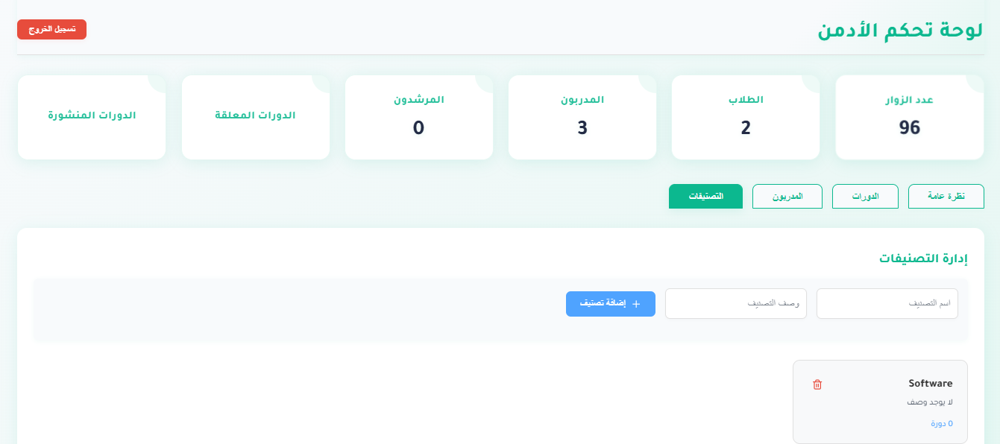 لوحة تحكم الأدمن
تسجيل الخروج
عدد الزوار
96
الطلاب
2
المدربون
3
المرشدون
0
الدورات المعلقة
الدورات المنشورة
نظرة عامة
الدورات
المدربون
التصنيفات
إدارة التصنيفات
اسم التصنيف
وصف التصنيف
+ إضافة تصنيف
Software
لا يوجد وصف
0 دورة